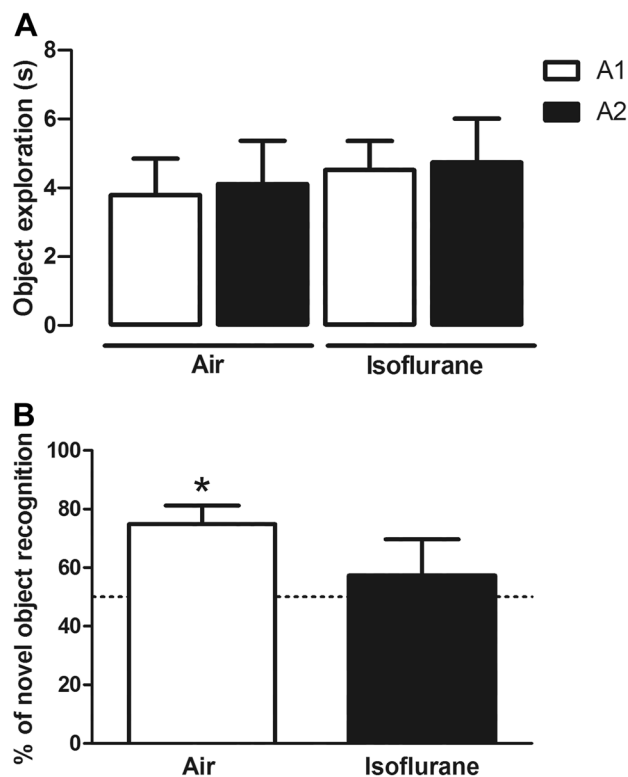 A
Object exploration (s)
8
6
4
2
0
A1
A2
Air
Isoflurane
B
% of novel object recognition
100
80
60
40
20
0
*
Air
Isoflurane